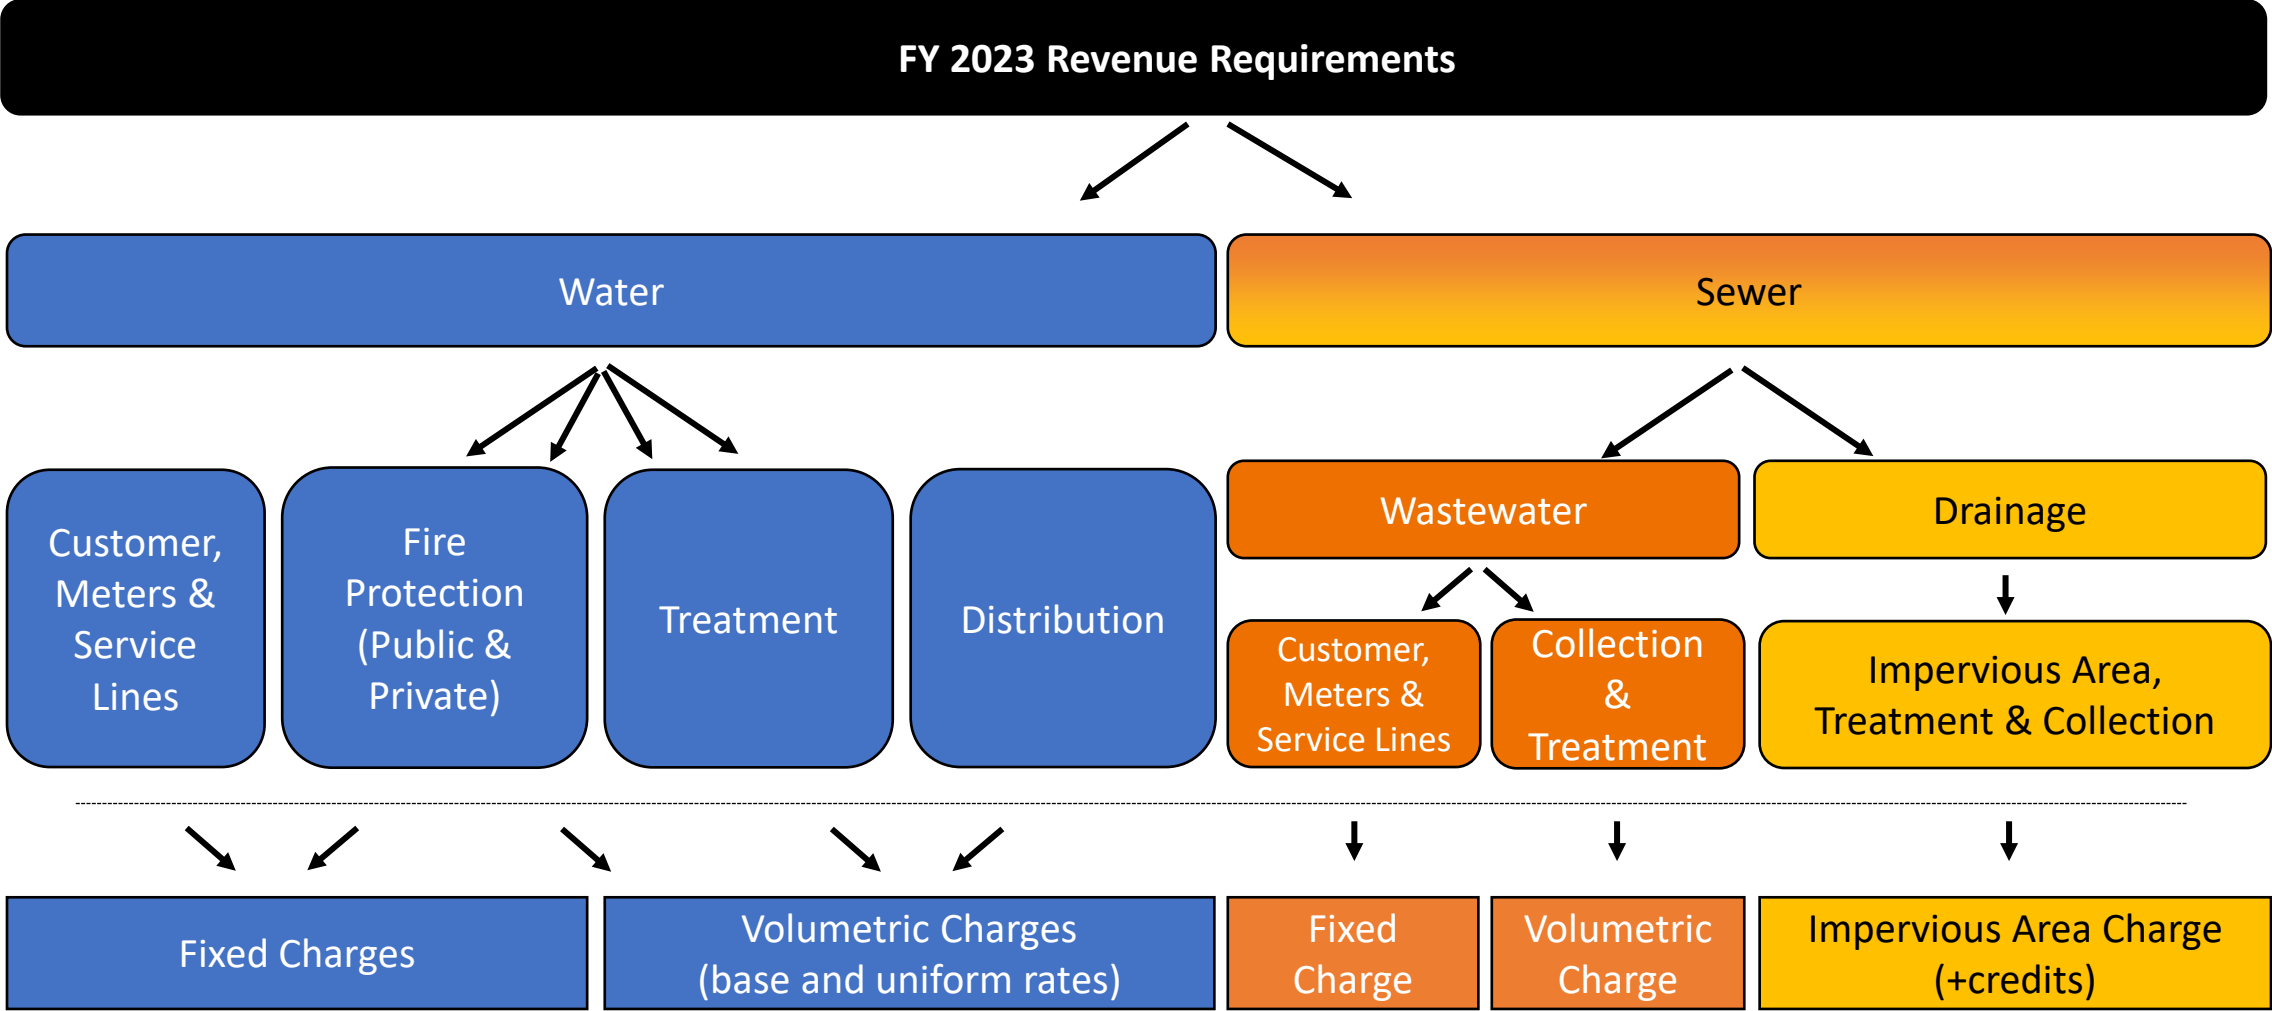 FY 2023 Revenue Requirements
Water
Sewer
Customer,
Meters &
Service
Lines
Fire
Protection
(Public &
Private)
Treatment
Distribution
Wastewater
Drainage
Customer,
Meters &
Service Lines
Collection
&
Treatment
Impervious Area,
Treatment & Collection
Fixed Charges
Volumetric Charges
(base and uniform rates)
Fixed
Charge
Volumetric
Charge
Impervious Area Charge
(+credits)